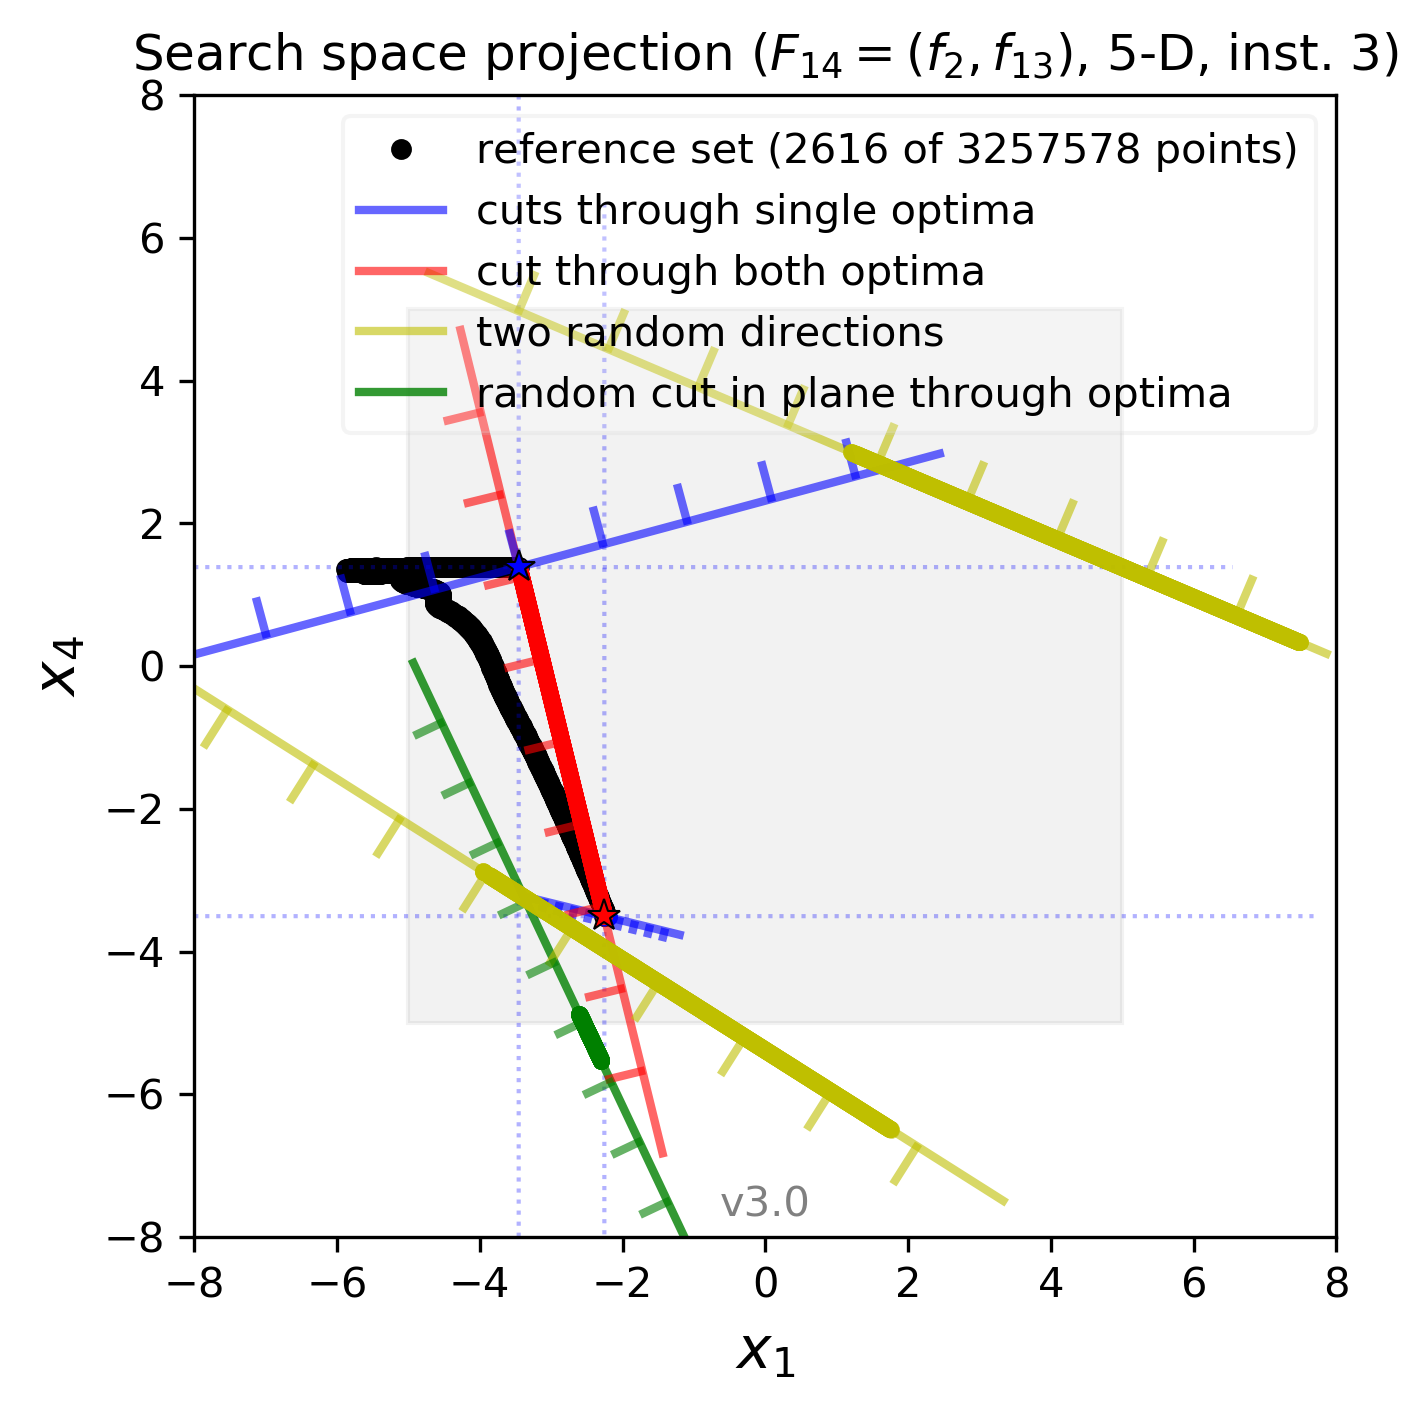 Search space projection (F₁₄ = (f₂, f₁₃), 5-D, inst. 3)
reference set (2616 of 3257578 points)
cuts through single optima
cut through both optima
two random directions
random cut in plane through optima
8
6
4
2
0
−2
−4
−6
−8
x₄
v3.0
−8 −6 −4 −2 0 2 4 6 8
x₁